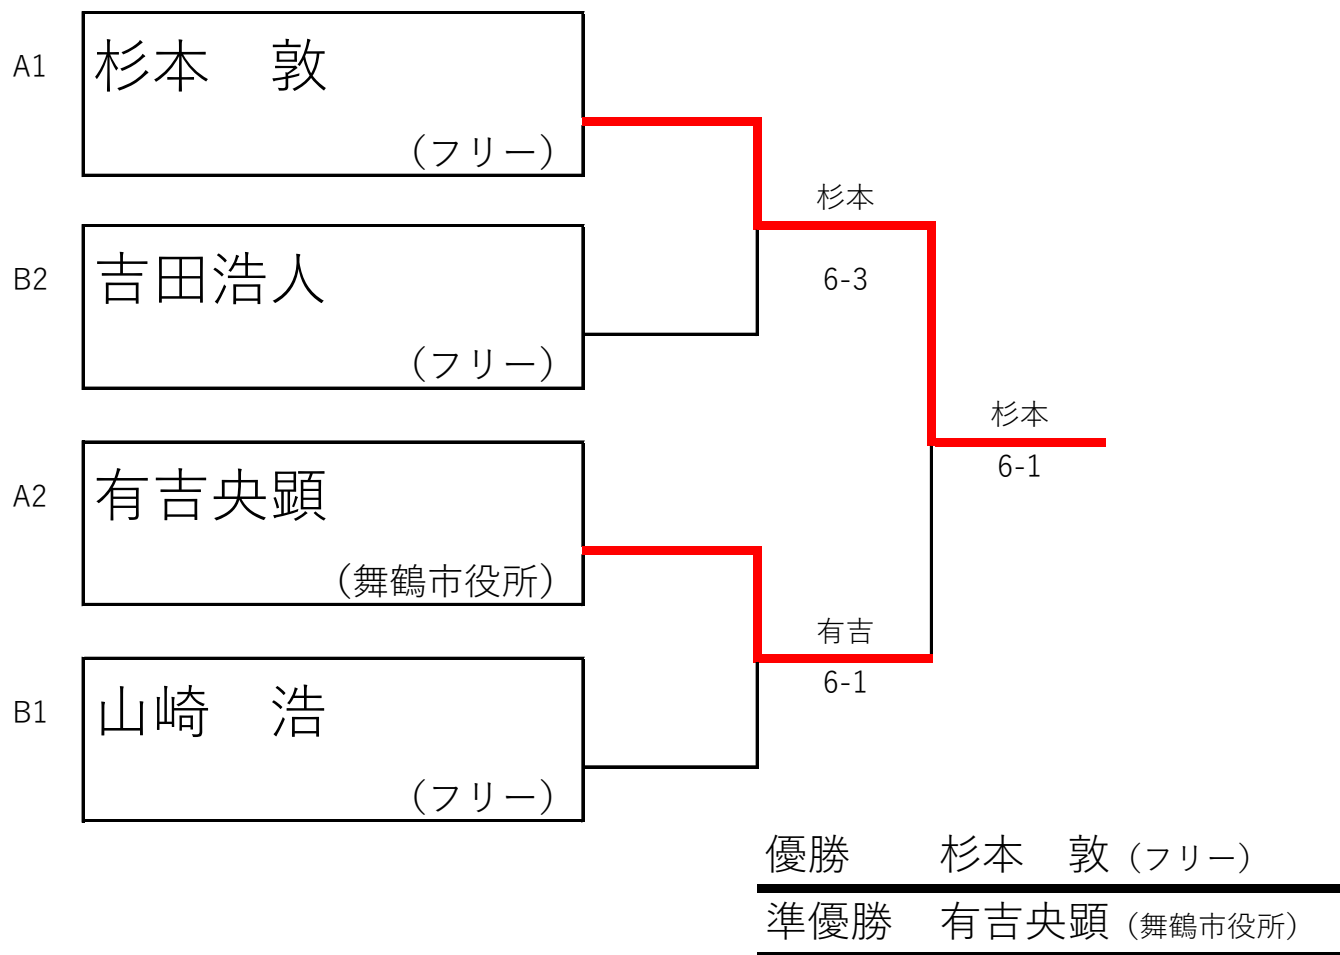 A1
杉本　敦
（フリー）
杉本
6-3
B2
吉田浩人
（フリー）
杉本
6-1
A2
有吉央顕
（舞鶴市役所）
有吉
6-1
B1
山崎　浩
（フリー）
優勝　杉本　敦（フリー）
準優勝　有吉央顕（舞鶴市役所）